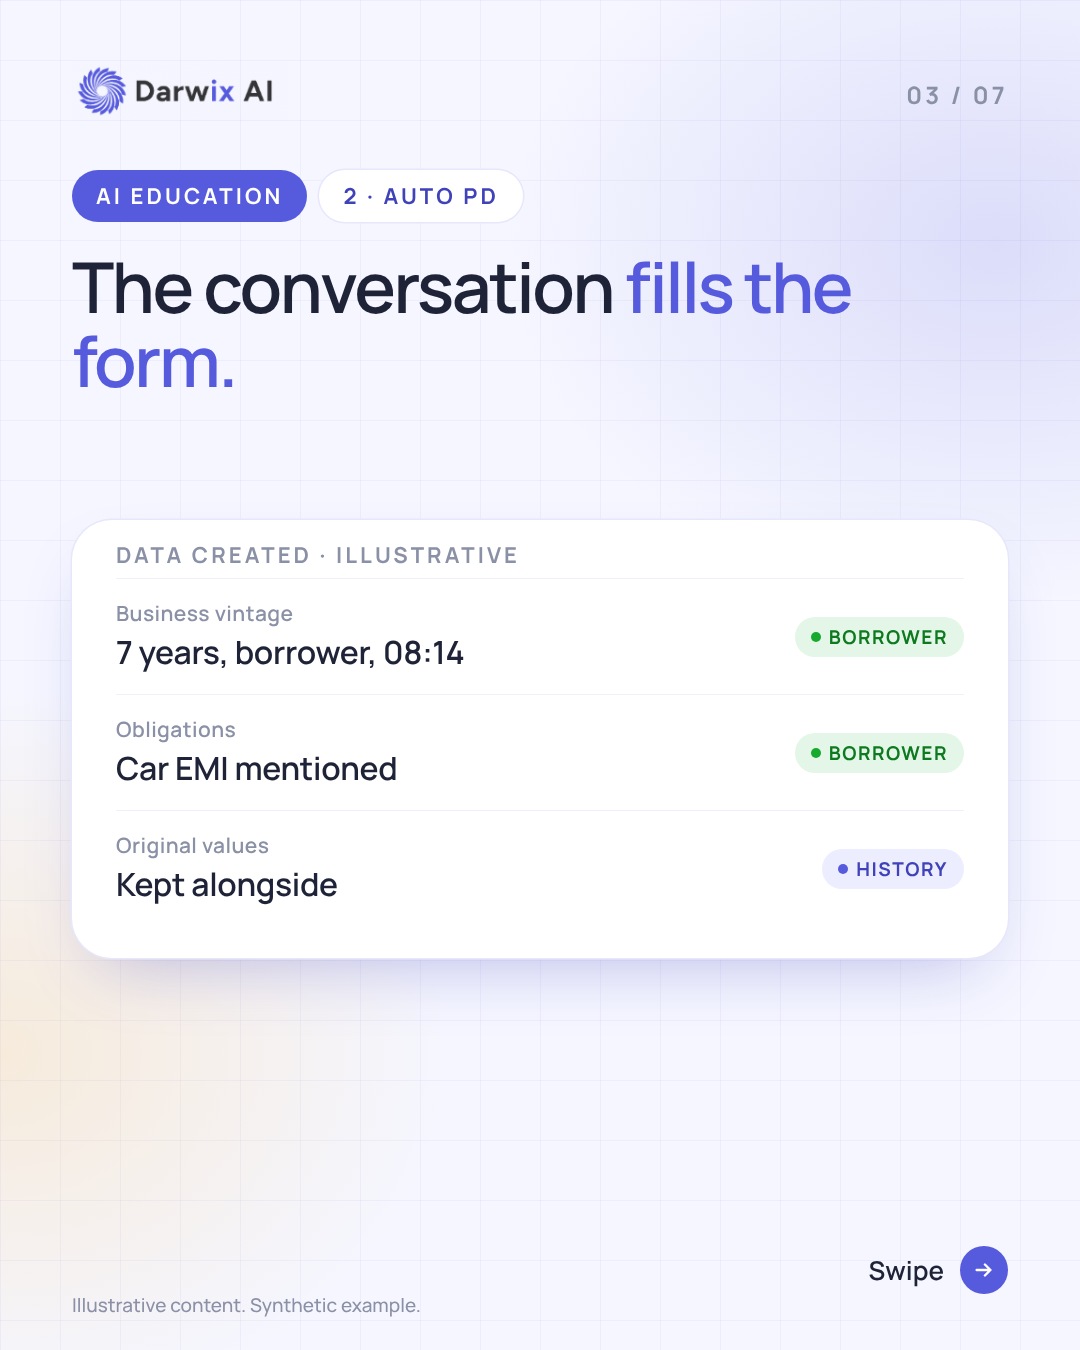 Darwix AI
03 / 07
AI EDUCATION
2 · AUTO PD
The conversation fills the
form.
DATA CREATED · ILLUSTRATIVE
Business vintage
7 years, borrower, 08:14
BORROWER
Obligations
Car EMI mentioned
BORROWER
Original values
Kept alongside
HISTORY
Swipe
Illustrative content. Synthetic example.